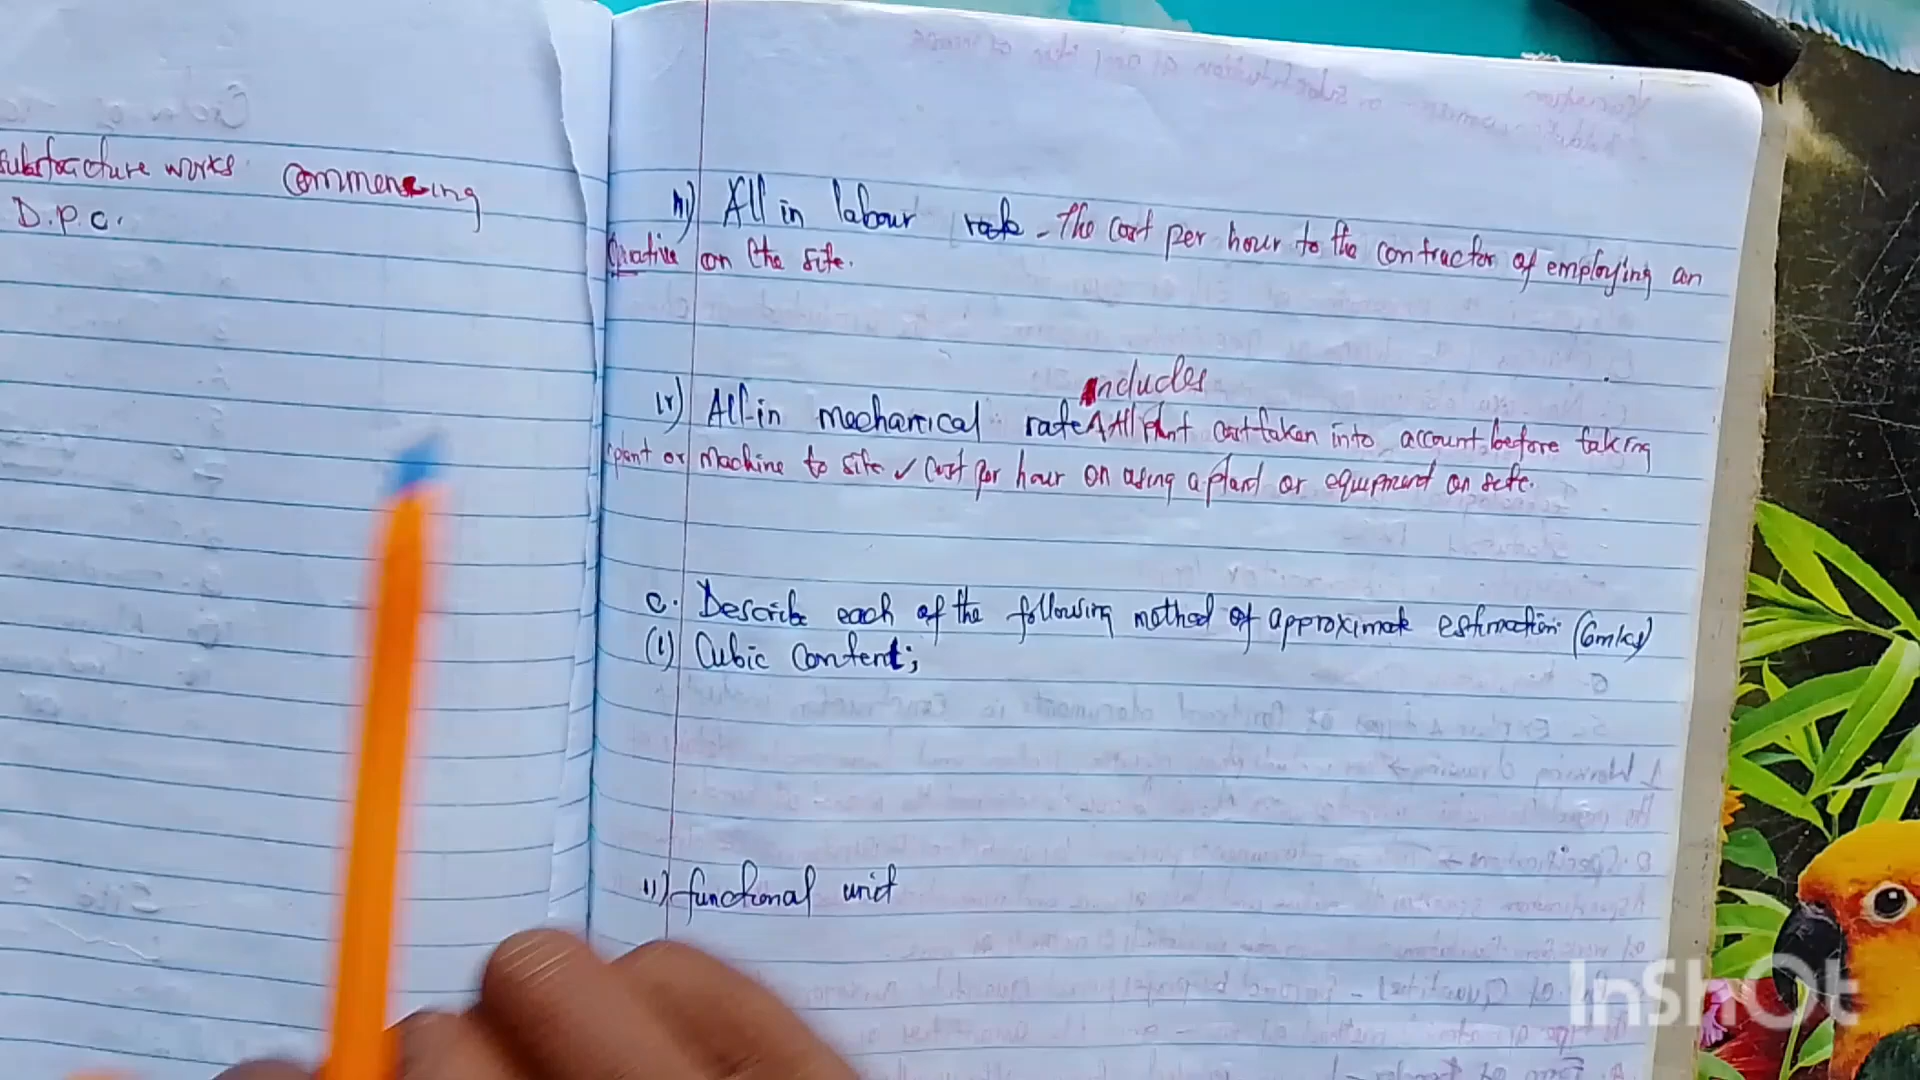 substracture works commencing
D.P.C.
iii) All in labour rate - The cost per hour to the contractor of employing an
Orative on the site.
includes
iv) All-in mechanical rate All plant cost taken into account, before taking
plant or machine to site ✓ Cost per hour on using a plant or equipment on site.
c. Describe each of the following method of approximate estimation (6mks)
(i) Cubic Content;
ii) functional unit
InShOt